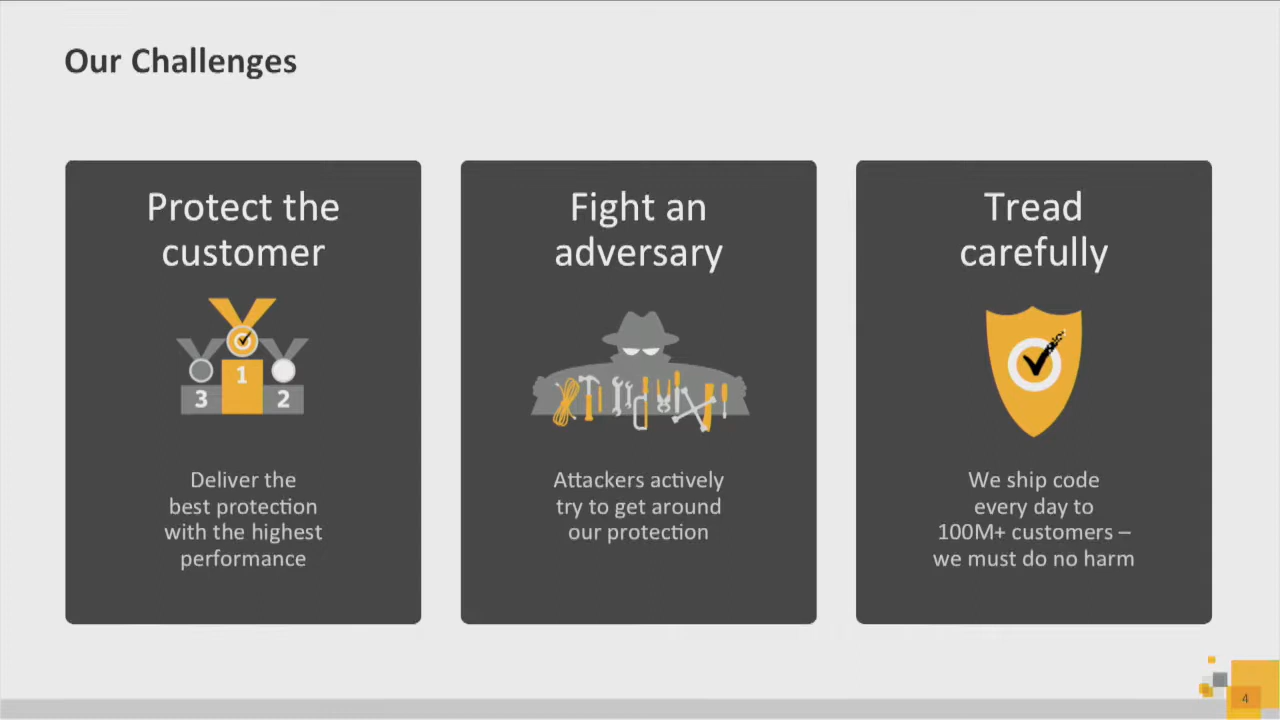 Our Challenges
Protect the
customer
1
3
2
Deliver the
best protection
with the highest
performance
Fight an
adversary
Attackers actively
try to get around
our protection
Tread
carefully
We ship code
every day to
100M+ customers –
we must do no harm
4